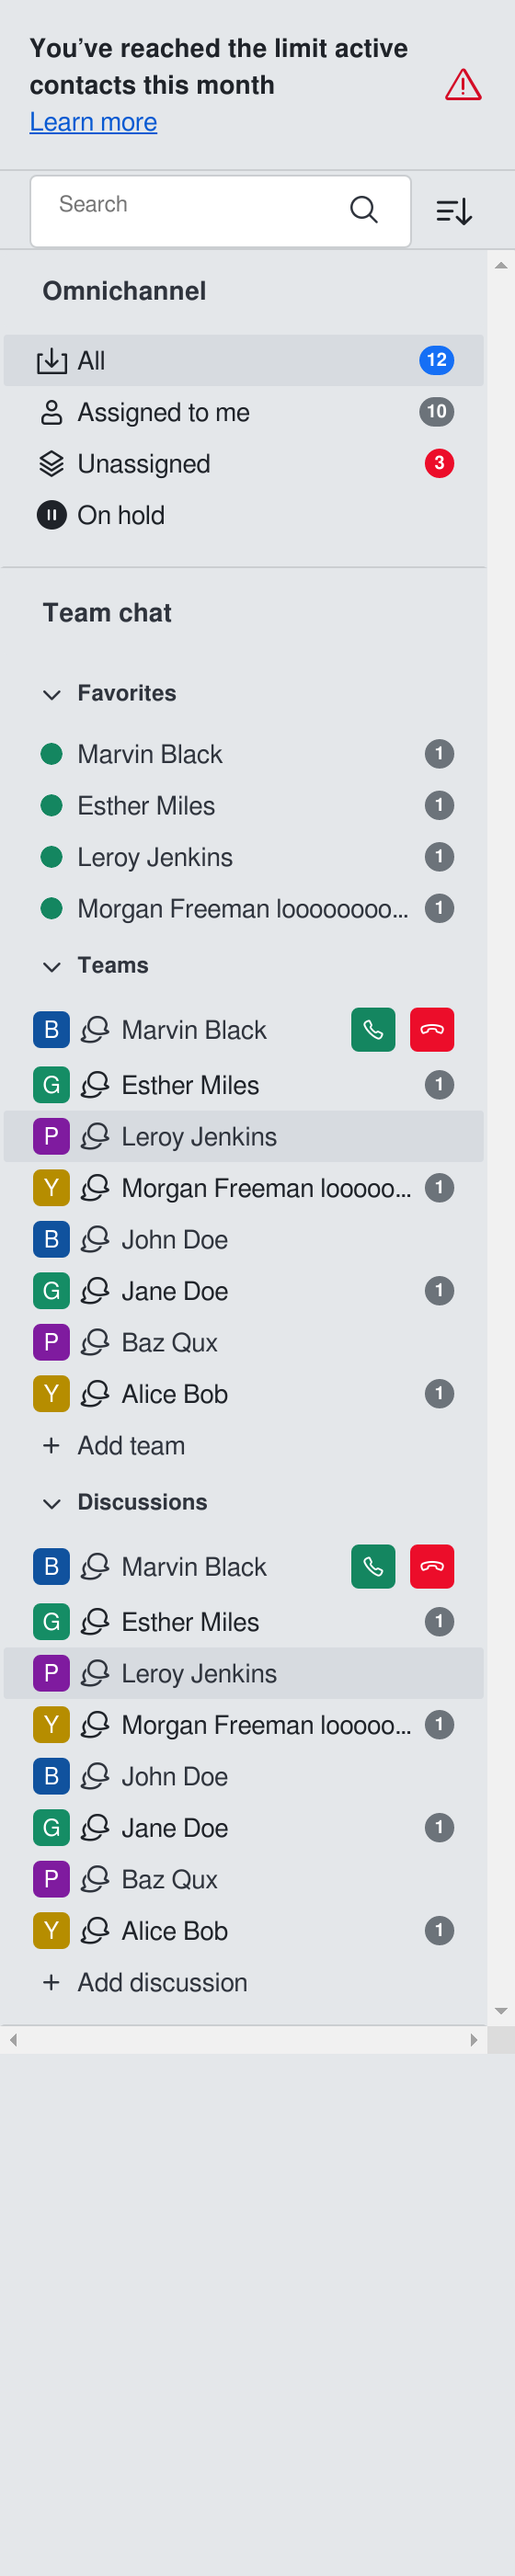 You’ve reached the limit active
contacts this month
Learn more
Search
Omnichannel
All 12
Assigned to me 10
Unassigned 3
On hold
Team chat
Favorites
Marvin Black 1
Esther Miles 1
Leroy Jenkins 1
Morgan Freeman loooooooo... 1
Teams
B Marvin Black
G Esther Miles 1
P Leroy Jenkins
Y Morgan Freeman looooo... 1
B John Doe
G Jane Doe 1
P Baz Qux
Y Alice Bob 1
Add team
Discussions
B Marvin Black
G Esther Miles 1
P Leroy Jenkins
Y Morgan Freeman looooo... 1
B John Doe
G Jane Doe 1
P Baz Qux
Y Alice Bob 1
Add discussion